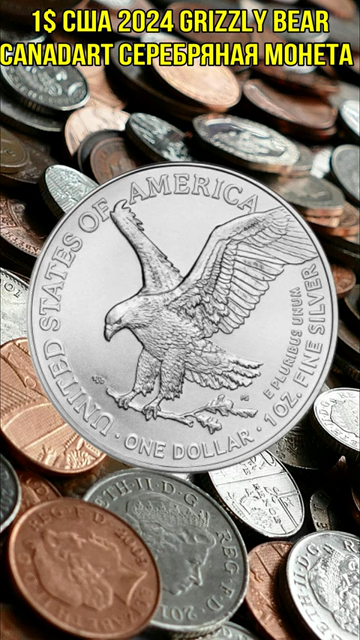 1$ США 2024 GRIZZLY BEAR
CANADART СЕРЕБРЯНАЯ МОНЕТА
UNITED STATES OF AMERICA
E PLURIBUS UNUM
1 OZ. FINE SILVER
· ONE DOLLAR ·